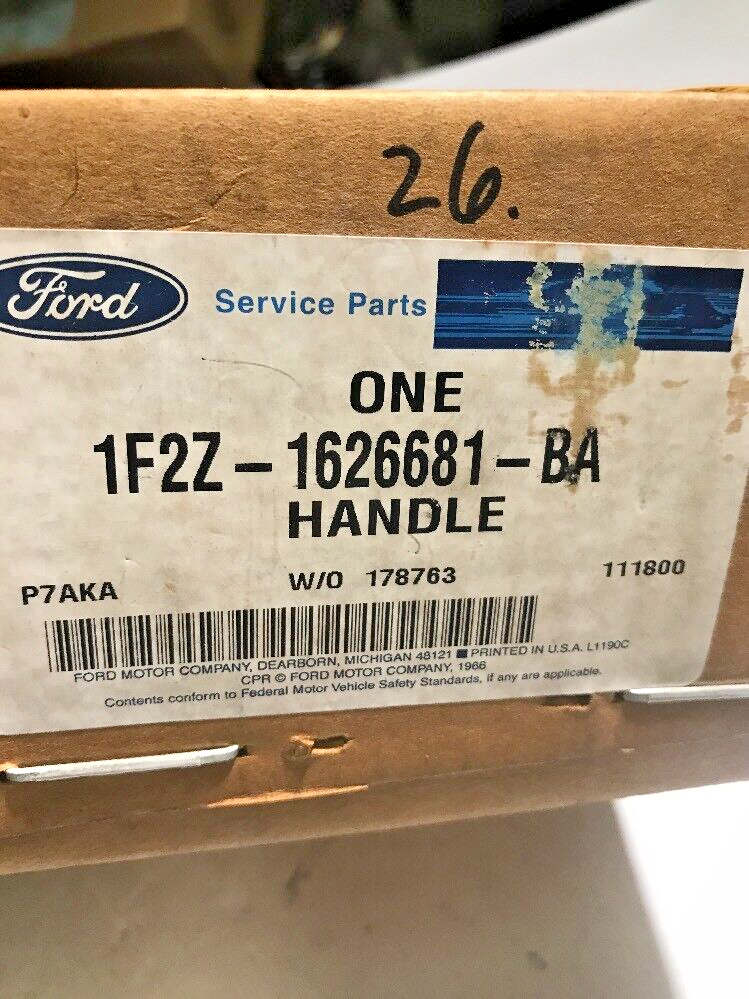 26.
Ford Service Parts
ONE
1F2Z-1626681-BA
HANDLE
P7AKA W/O 178763 111800
FORD MOTOR COMPANY, DEARBORN, MICHIGAN 48121 ■ PRINTED IN U.S.A. L1190C
CPR © FORD MOTOR COMPANY, 1966
Contents conform to Federal Motor Vehicle Safety Standards, if any are applicable.